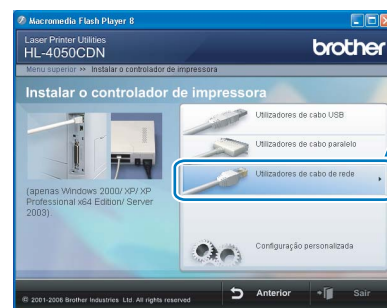 Macromedia Flash Player 8
Laser Printer Utilities
HL-4050CDN
brother
Menu superior >> Instalar o controlador de impressora
Instalar o controlador de impressora
Utilizadores de cabo USB
Utilizadores de cabo paralelo
Utilizadores de cabo de rede
(apenas Windows 2000/ XP/ XP
Professional x64 Edition/ Server
2003).
Configuração personalizada
© 2001-2006 Brother Industries Ltd. All rights reserved
Anterior
Sair